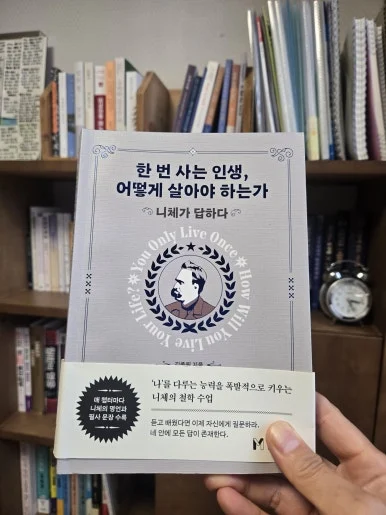 한 번 사는 인생,
어떻게 살아야 하는가
니체가 답하다
You Only Live Once
How Will You Live Your Life?
지음
'나'를 다루는 능력을 폭발적으로 키우는
니체의 철학 수업
매 챕터마다
니체의 명언과
필사 문장 수록
듣고 배웠다면 이제 자신에게 질문하라.
네 안에 모든 답이 존재한다.
M